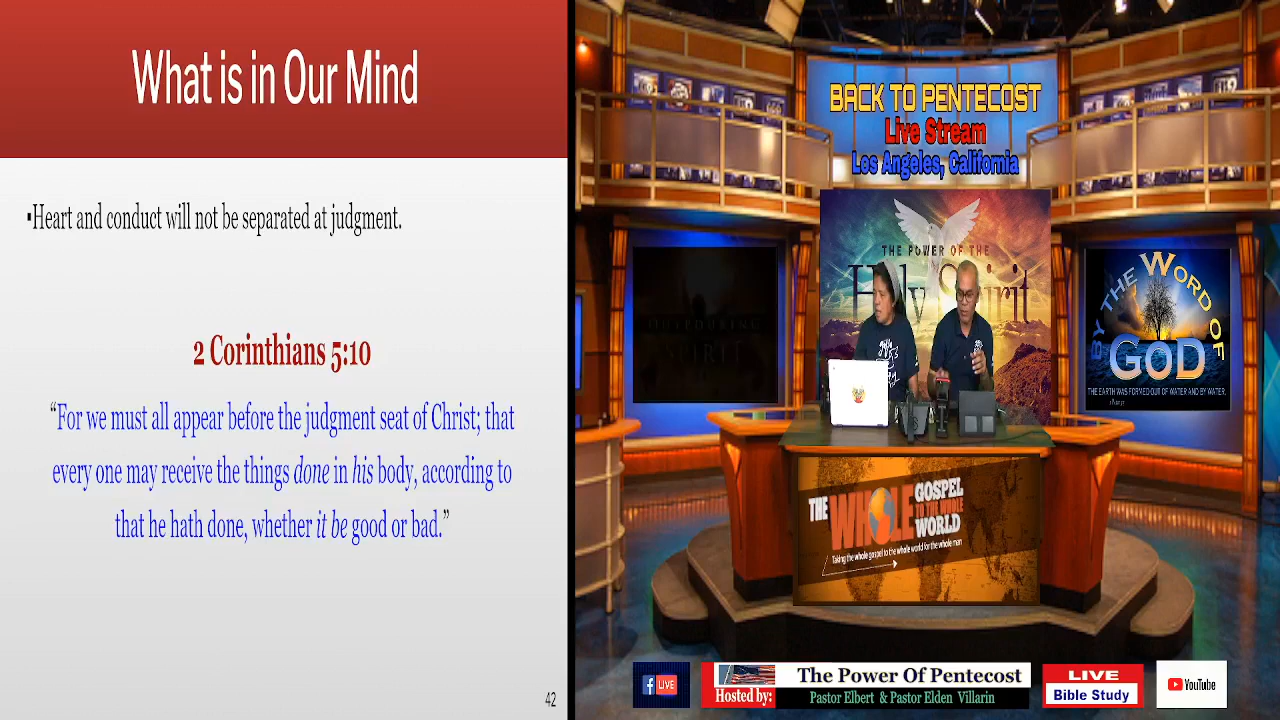 What is in Our Mind
▪Heart and conduct will not be separated at judgment.
2 Corinthians 5:10
“For we must all appear before the judgment seat of Christ; that
every one may receive the things done in his body, according to
that he hath done, whether it be good or bad.”
42
BACK TO PENTECOST
Live Stream
Los Angeles, California
THE POWER OF THE
Holy Spirit
OUTPOURING
SPIRIT
BY THE WORD OF
GOD
THE EARTH WAS FORMED OUT OF WATER AND BY WATER.
THE WHOLE GOSPEL
TO THE WHOLE
WORLD
Taking the whole gospel to the whole world for the whole man
f LIVE
Hosted by:
The Power Of Pentecost
Pastor Elbert & Pastor Elden Villarin
LIVE
Bible Study
YouTube